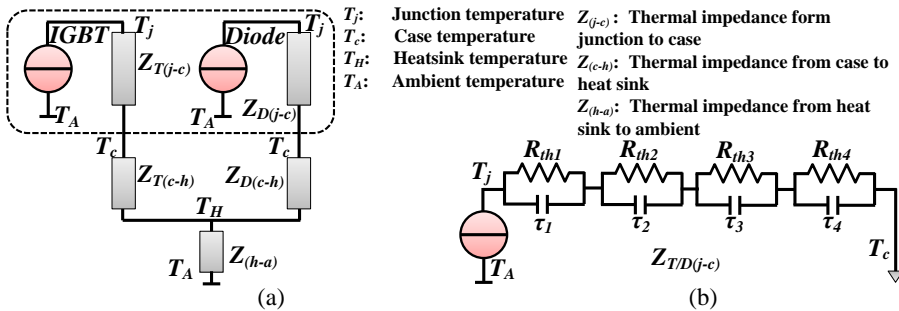 IGBT
Tj
Diode
Tj
ZT(j-c)
TA
TA
ZD(j-c)
Tc
Tc
ZT(c-h)
ZD(c-h)
TH
TA
Z(h-a)
(a)
Tj: Junction temperature
Tc: Case temperature
TH: Heatsink temperature
TA: Ambient temperature
Z(j-c): Thermal impedance form
junction to case
Z(c-h): Thermal impedance from case to
heat sink
Z(h-a): Thermal impedance from heat
sink to ambient
Rth1
Rth2
Rth3
Rth4
Tj
τ1
τ2
τ3
τ4
TA
ZT/D(j-c)
Tc
(b)